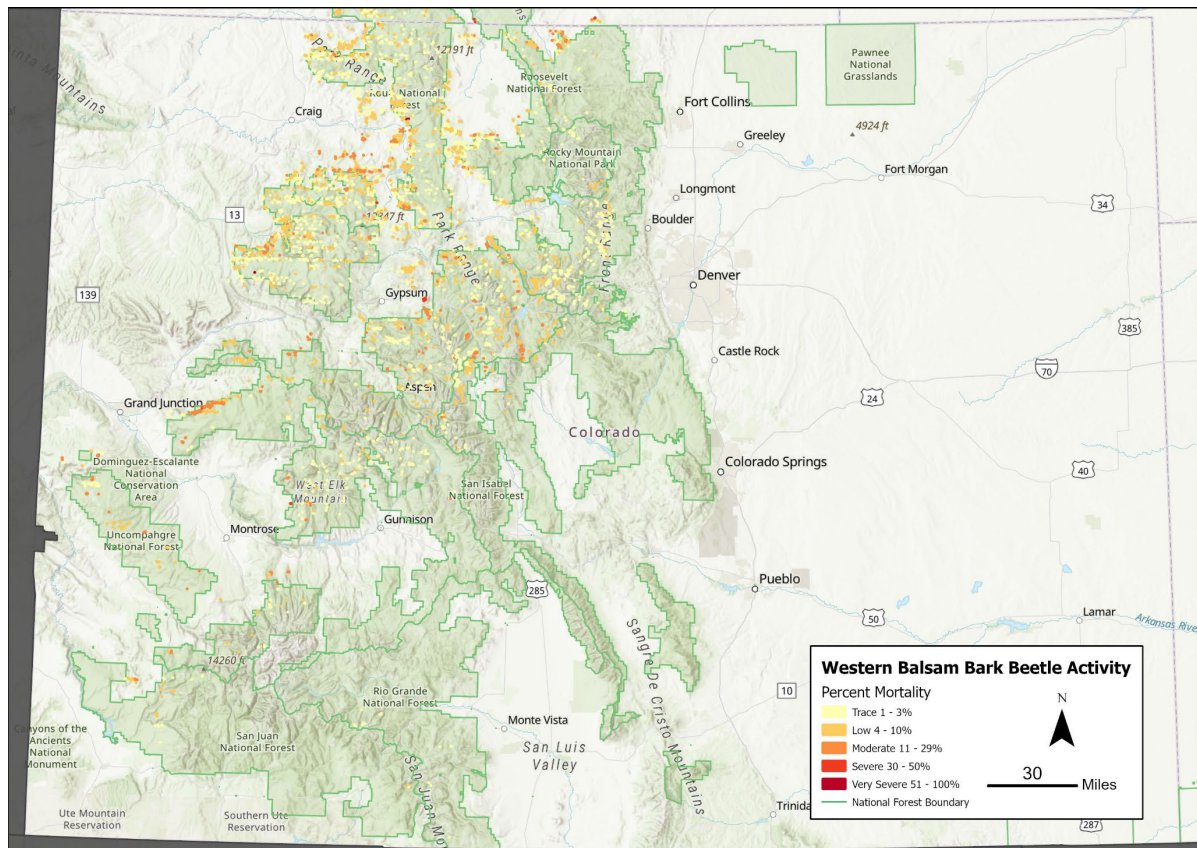 12191 ft
Park Range
Roosevelt
National Forest
Pawnee
National
Grasslands
Mountains
Craig
Fort Collins
4924 ft
Greeley
Rocky Mountain
National Park
Fort Morgan
Longmont
34
13
Boulder
Park Range
Denver
139
Gypsum
385
Castle Rock
70
Aspen
24
Grand Junction
Colorado
Colorado Springs
40
Dominguez-Escalante
National
Conservation
Area
San Isabel
National Forest
West Elk
Montrose
Gunnison
Uncompahgre
National Forest
285
Pueblo
50
Lamar
Arkansas River
14260 ft
Sangre De Cristo Mountains
10
Rio Grande
National Forest
Monte Vista
San Luis
Valley
San Juan
National Forest
Canyons of the
Ancients
National
Monument
Ute Mountain
Reservation
Southern Ute
Reservation
Trinida
287
Western Balsam Bark Beetle Activity
Percent Mortality
Trace 1 - 3%
Low 4 - 10%
Moderate 11 - 29%
Severe 30 - 50%
Very Severe 51 - 100%
National Forest Boundary
N
30
Miles